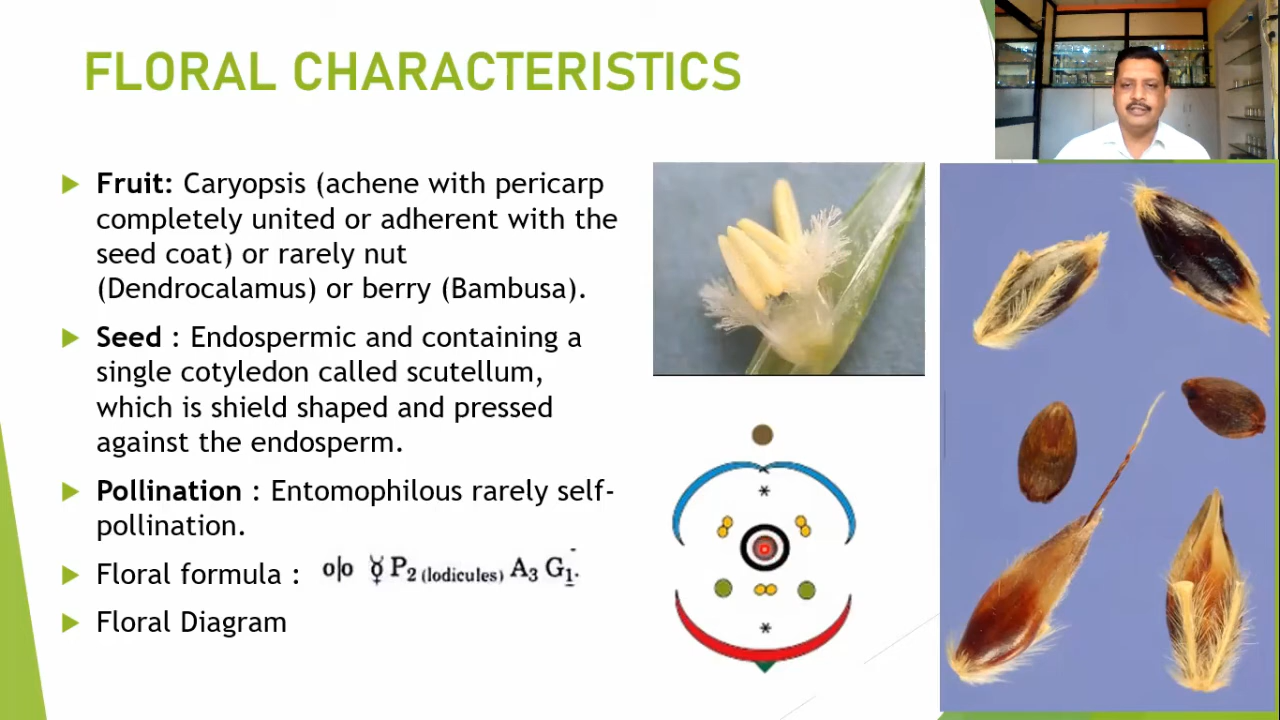 FLORAL CHARACTERISTICS
Fruit: Caryopsis (achene with pericarp
completely united or adherent with the
seed coat) or rarely nut
(Dendrocalamus) or berry (Bambusa).
Seed : Endospermic and containing a
single cotyledon called scutellum,
which is shield shaped and pressed
against the endosperm.
Pollination : Entomophilous rarely self-
pollination.
Floral formula : o|o ☿ P2 (lodicules) A3 G1.
Floral Diagram